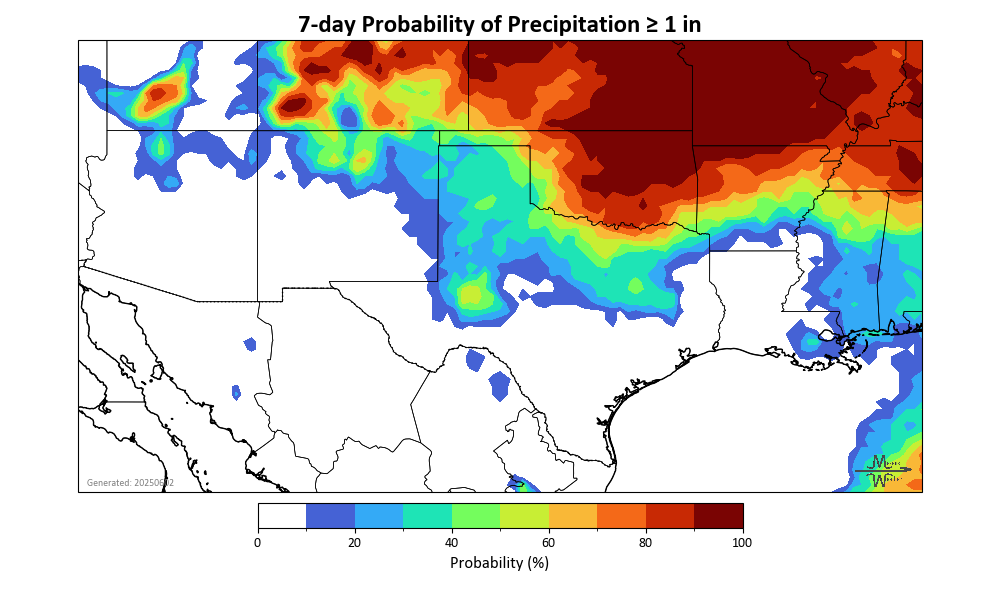 7-day Probability of Precipitation ≥ 1 in
Generated: 20250602
0 20 40 60 80 100
Probability (%)